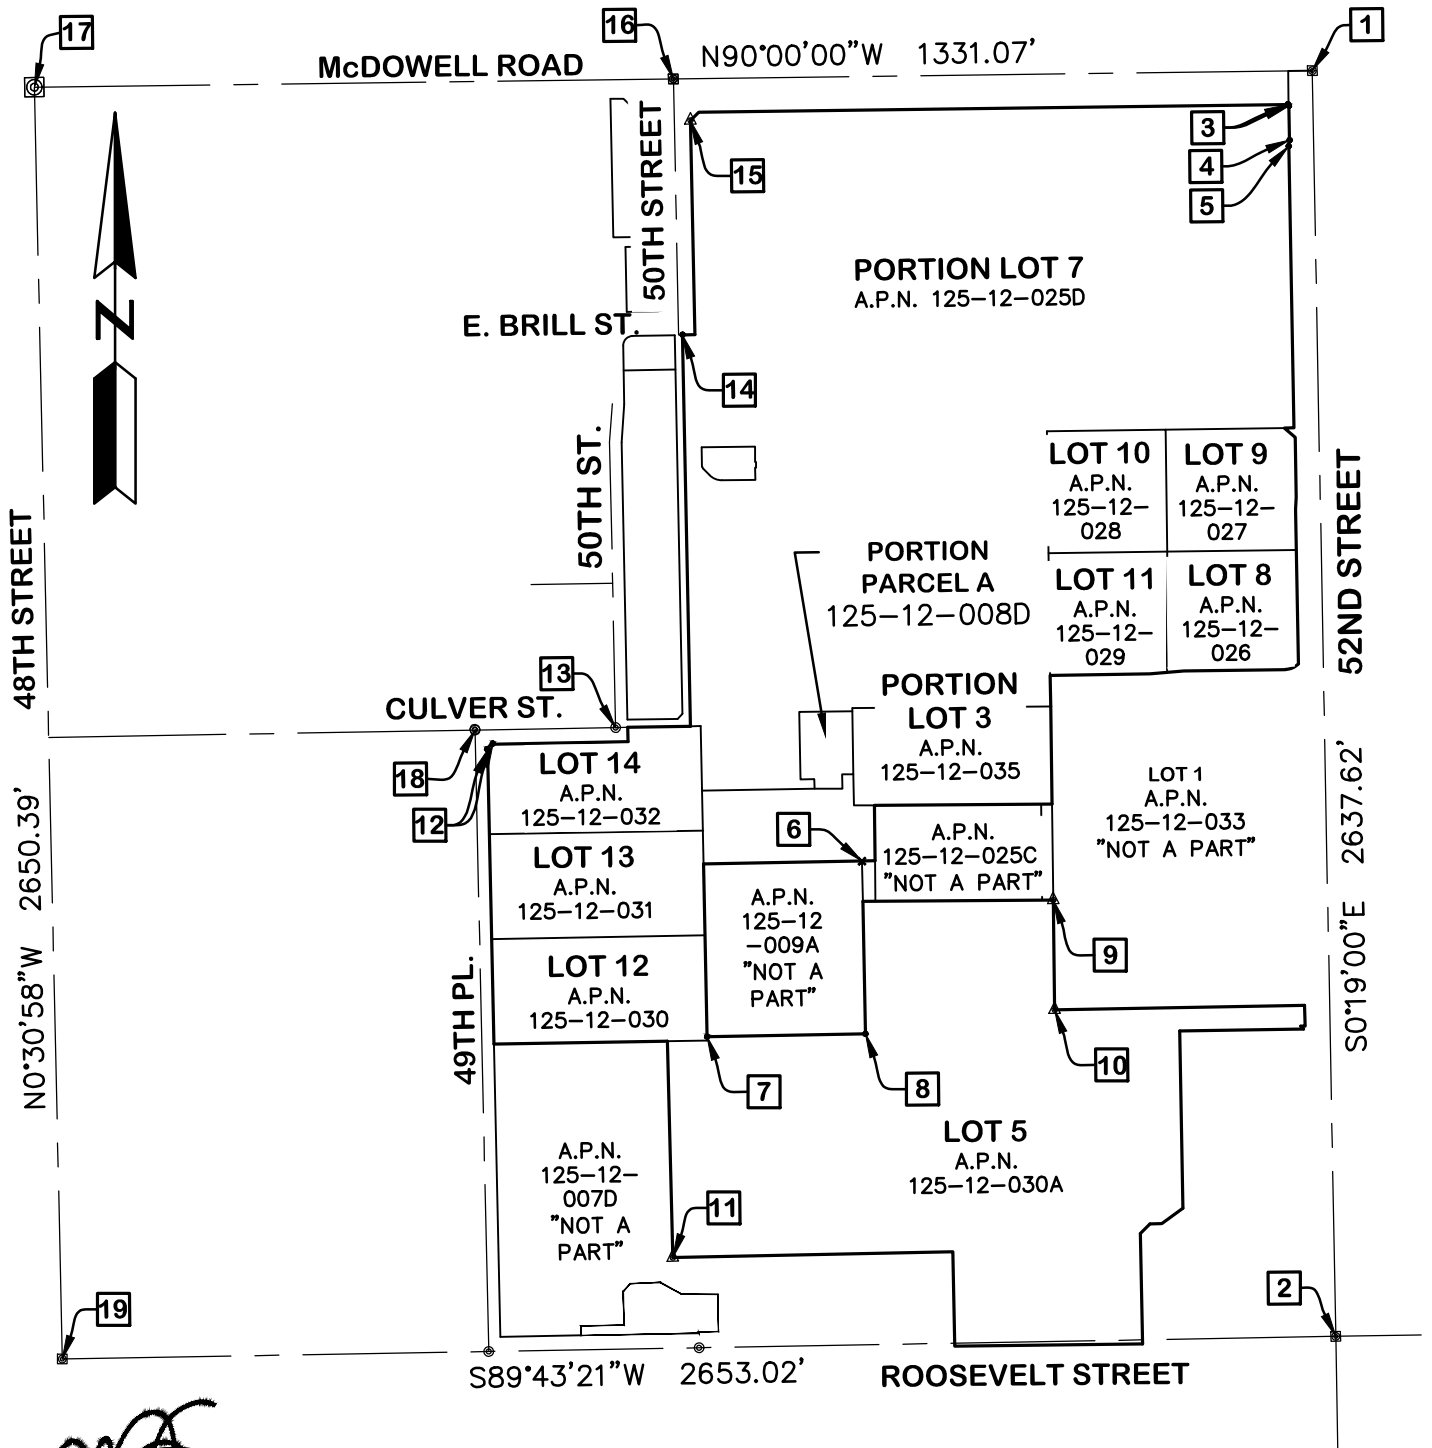 17
16
1
McDOWELL ROAD
N90°00'00"W 1331.07'
3
4
5
15
50TH STREET
N
PORTION LOT 7
A.P.N. 125-12-025D
E. BRILL ST.
14
50TH ST.
LOT 10
A.P.N.
125-12-
028
LOT 9
A.P.N.
125-12-
027
48TH STREET
52ND STREET
PORTION
PARCEL A
125-12-008D
LOT 11
A.P.N.
125-12-
029
LOT 8
A.P.N.
125-12-
026
13
CULVER ST.
PORTION
LOT 3
A.P.N.
125-12-035
18
12
LOT 14
A.P.N.
125-12-032
LOT 1
A.P.N.
125-12-033
"NOT A PART"
6
A.P.N.
125-12-025C
"NOT A PART"
N0°30'58"W 2650.39'
S0°19'00"E 2637.62'
LOT 13
A.P.N.
125-12-031
A.P.N.
125-12
-009A
"NOT A
PART"
9
LOT 12
A.P.N.
125-12-030
49TH PL.
10
7
8
LOT 5
A.P.N.
125-12-030A
A.P.N.
125-12-
007D
"NOT A
PART"
11
2
19
S89°43'21"W 2653.02'
ROOSEVELT STREET